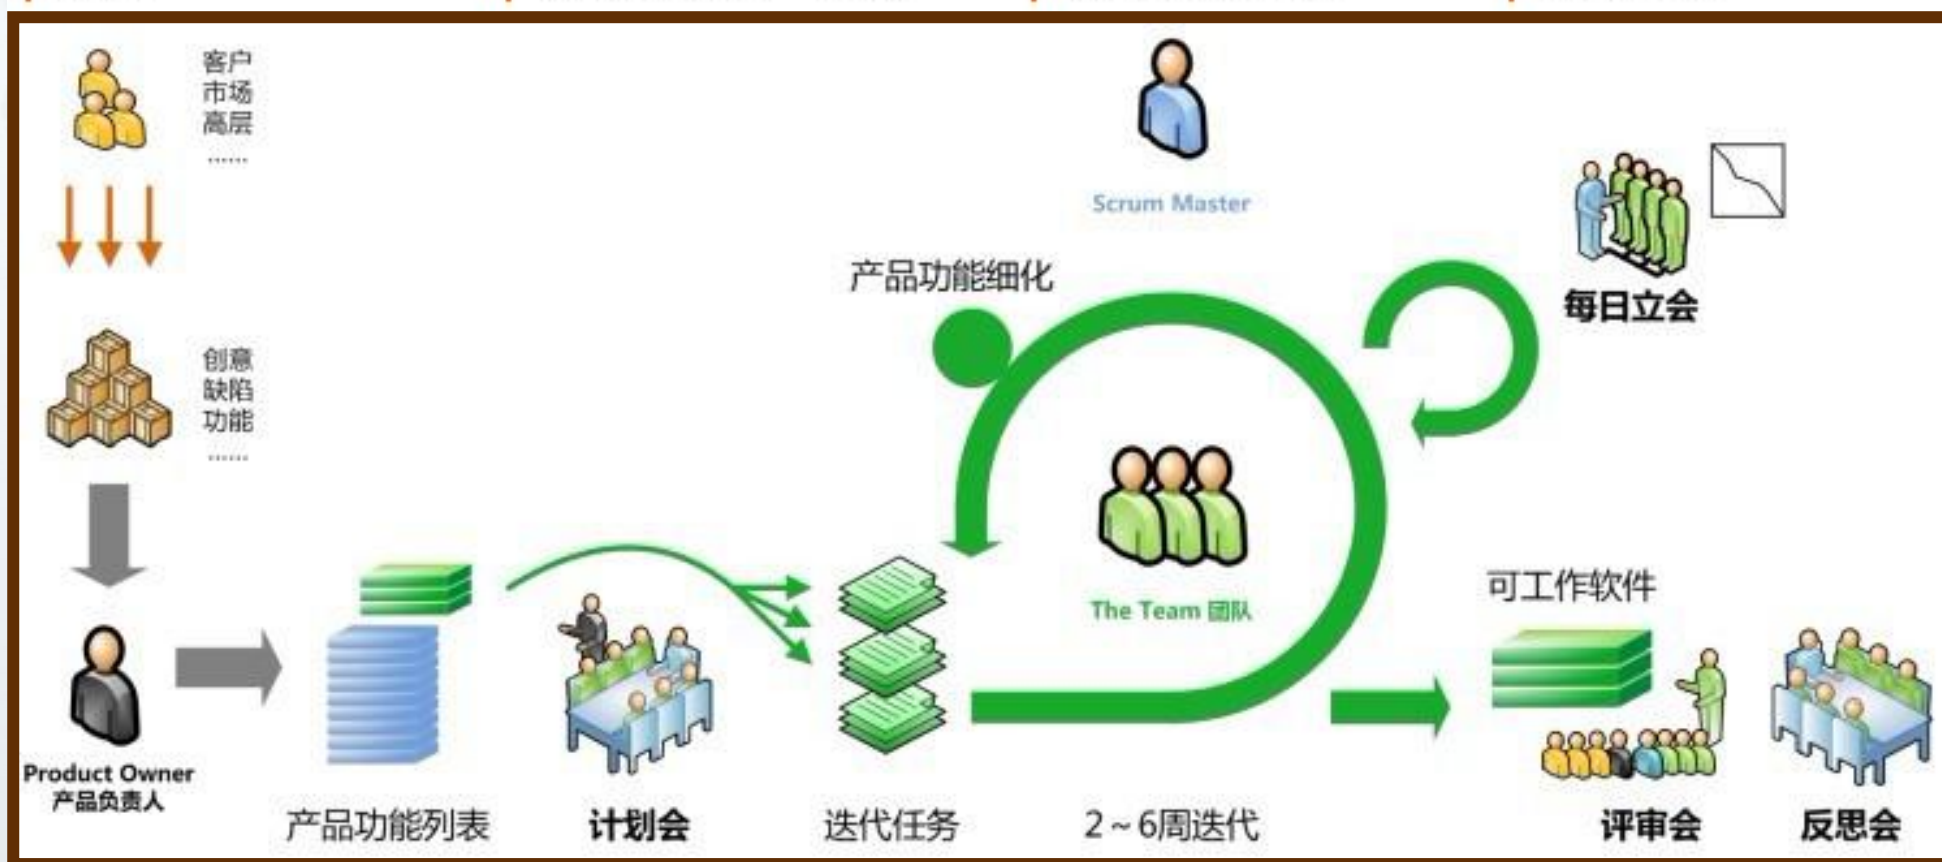 客户
市场
高层
......
创意
缺陷
功能
......
Product Owner
产品负责人
产品功能列表
计划会
迭代任务
Scrum Master
产品功能细化
The Team 团队
2～6周迭代
每日立会
可工作软件
评审会
反思会